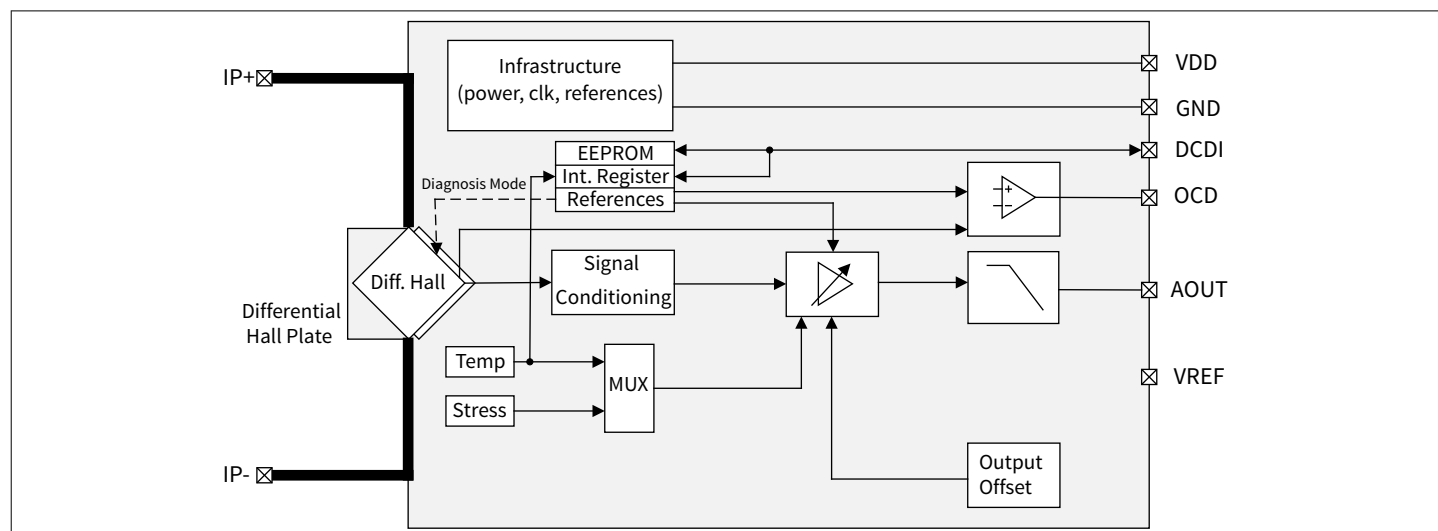 IP+
Infrastructure
(power, clk, references)
VDD
GND
EEPROM
DCDI
Int. Register
Diagnosis Mode
References
OCD
Diff. Hall
Signal
Conditioning
AOUT
Differential
Hall Plate
Temp
MUX
VREF
Stress
IP-
Output
Offset